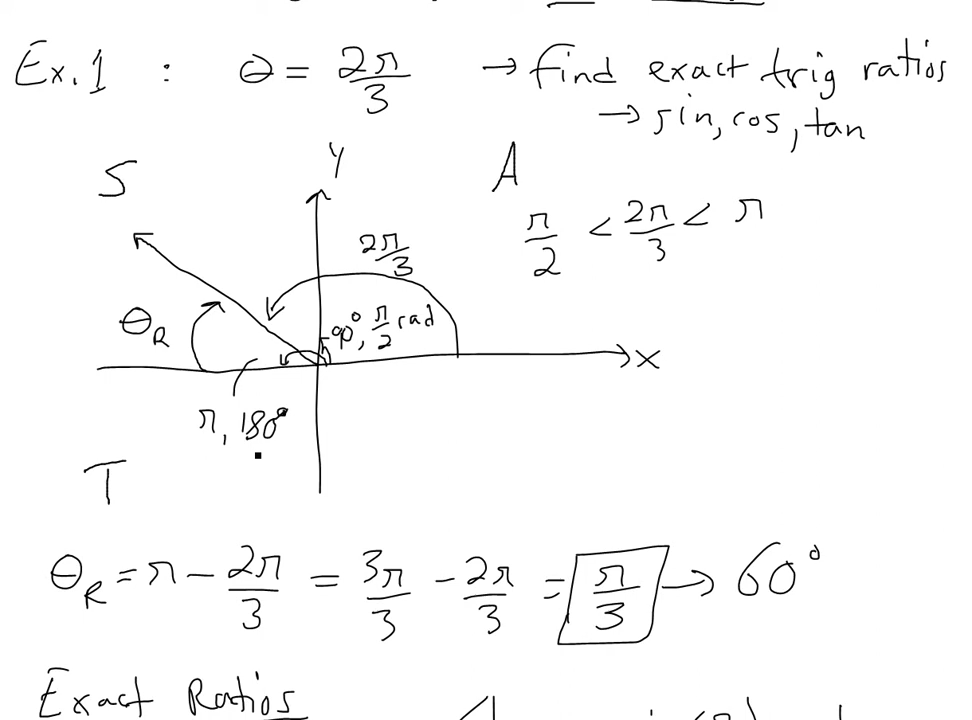 Ex. 1 : θ = 2π/3 → find exact trig ratios
→ sin, cos, tan
S
y
A
π/2 < 2π/3 < π
2π/3
θR
90°, π/2 rad
x
π, 180°
T
θR = π - 2π/3 = 3π/3 - 2π/3 = π/3 → 60°
Exact Ratios